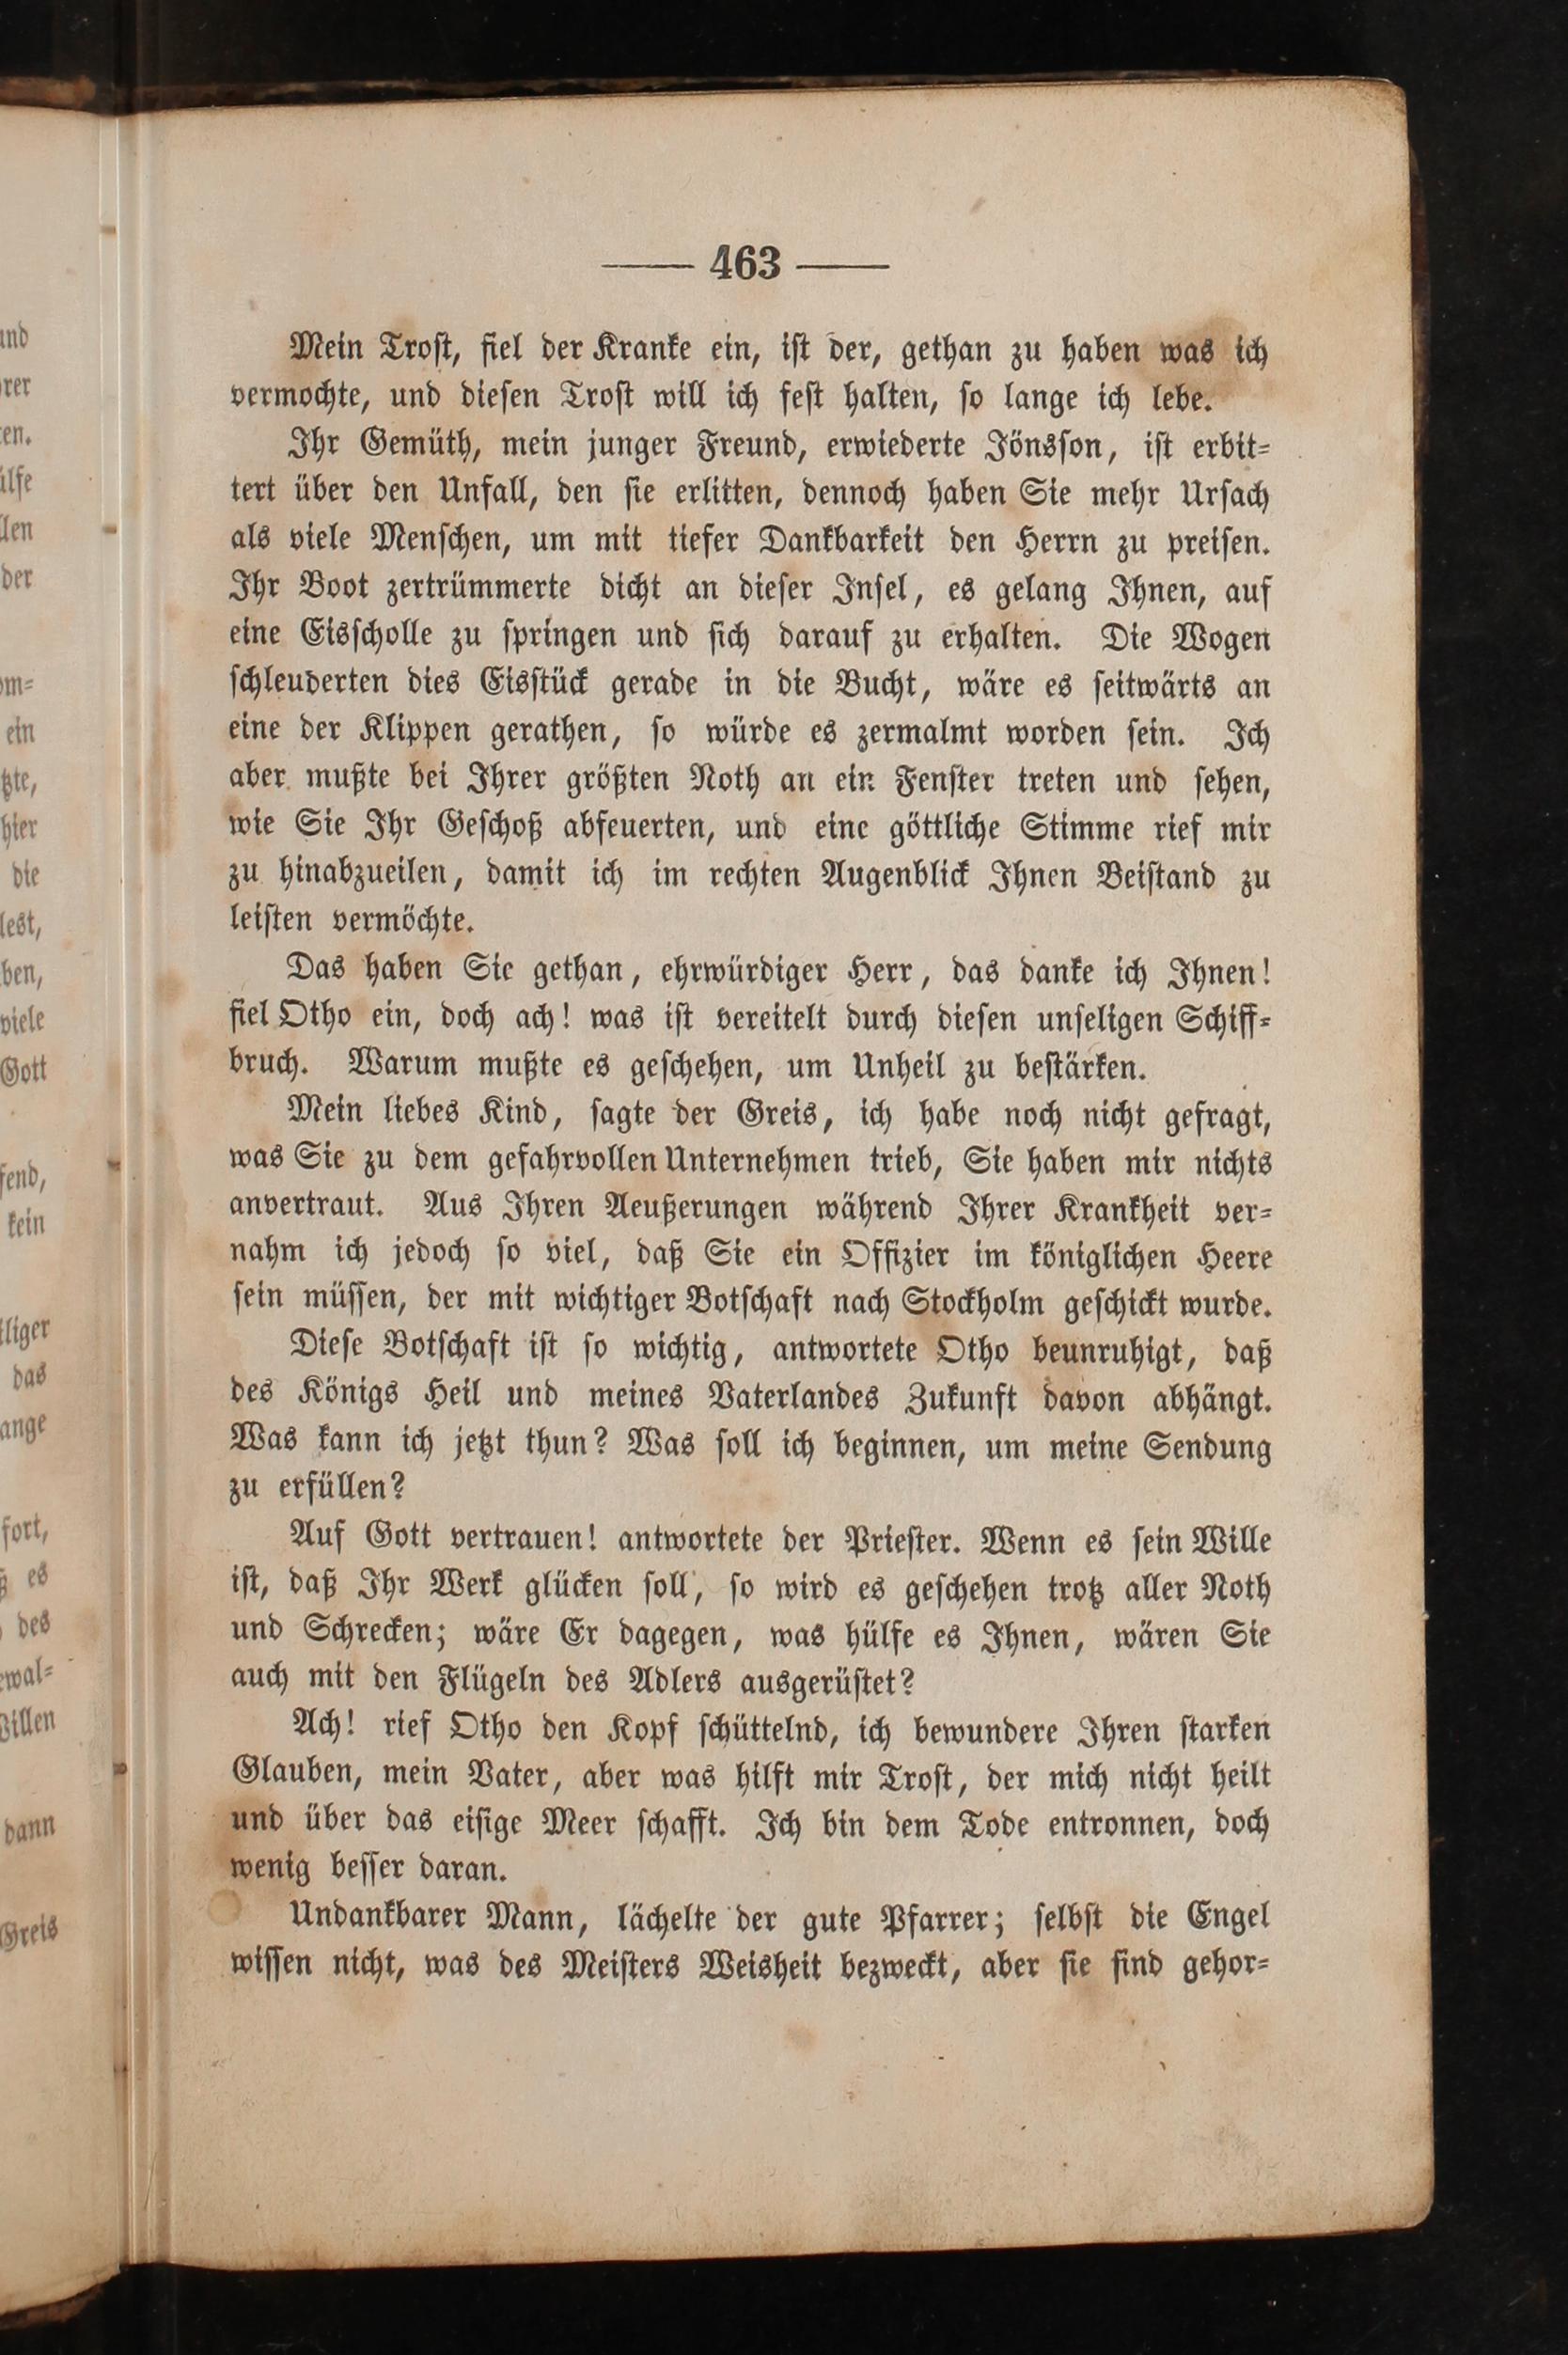 463
Mein Troſt, fiel der Kranke ein, iſt der, gethan zu haben was ich
vermochte, und dieſen Troſt will ich feſt halten, ſo lange ich lebe.
Ihr Gemüth, mein junger Freund, erwiederte Jönsſon, iſt erbit-
tert über den Unfall, den ſie erlitten, dennoch haben Sie mehr Urſach
als viele Menſchen, um mit tiefer Dankbarkeit den Herrn zu preiſen.
Ihr Boot zertrümmerte dicht an dieſer Inſel, es gelang Ihnen, auf
eine Eisſcholle zu ſpringen und ſich darauf zu erhalten. Die Wogen
ſchleuderten dies Eisſtück gerade in die Bucht, wäre es ſeitwärts an
eine der Klippen gerathen, ſo würde es zermalmt worden ſein. Ich
aber mußte bei Ihrer größten Noth an ein Fenſter treten und ſehen,
wie Sie Ihr Geſchoß abfeuerten, und eine göttliche Stimme rief mir
zu hinabzueilen, damit ich im rechten Augenblick Ihnen Beiſtand zu
leiſten vermöchte.
Das haben Sie gethan, ehrwürdiger Herr, das danke ich Ihnen!
fiel Otho ein, doch ach! was iſt vereitelt durch dieſen unſeligen Schiff-
bruch. Warum mußte es geſchehen, um Unheil zu beſtärken.
Mein liebes Kind, ſagte der Greis, ich habe noch nicht gefragt,
was Sie zu dem gefahrvollen Unternehmen trieb, Sie haben mir nichts
anvertraut. Aus Ihren Aeußerungen während Ihrer Krankheit ver-
nahm ich jedoch ſo viel, daß Sie ein Offizier im königlichen Heere
ſein müſſen, der mit wichtiger Botſchaft nach Stockholm geſchickt wurde.
Dieſe Botſchaft iſt ſo wichtig, antwortete Otho beunruhigt, daß
des Königs Heil und meines Vaterlandes Zukunft davon abhängt.
Was kann ich jetzt thun? Was ſoll ich beginnen, um meine Sendung
zu erfüllen?
Auf Gott vertrauen! antwortete der Prieſter. Wenn es ſein Wille
iſt, daß Ihr Werk glücken ſoll, ſo wird es geſchehen trotz aller Noth
und Schrecken; wäre Er dagegen, was hülfe es Ihnen, wären Sie
auch mit den Flügeln des Adlers ausgerüſtet?
Ach! rief Otho den Kopf ſchüttelnd, ich bewundere Ihren ſtarken
Glauben, mein Vater, aber was hilft mir Troſt, der mich nicht heilt
und über das eiſige Meer ſchafft. Ich bin dem Tode entronnen, doch
wenig beſſer daran.
Undankbarer Mann, lächelte der gute Pfarrer; ſelbſt die Engel
wiſſen nicht, was des Meiſters Weisheit bezweckt, aber ſie ſind gehor-